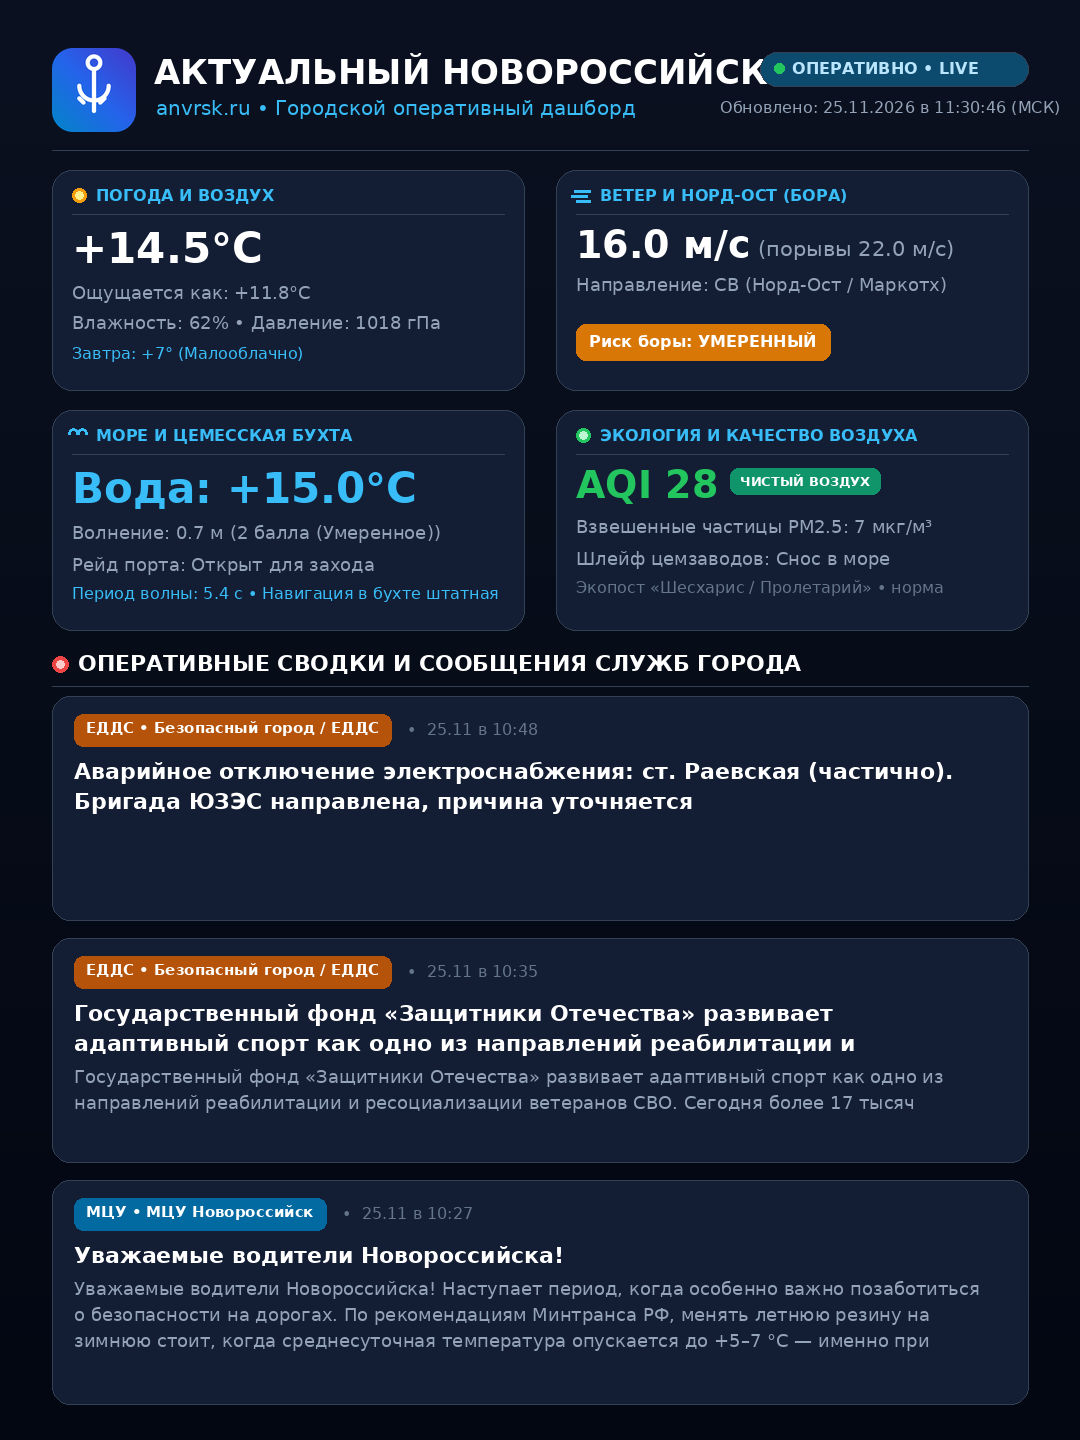 АКТУАЛЬНЫЙ НОВОРОССИЙСК
ОПЕРАТИВНО • LIVE
anvrsk.ru • Городской оперативный дашборд
Обновлено: 25.11.2026 в 11:30:46 (МСК)
ПОГОДА И ВОЗДУХ
+14.5°C
Ощущается как: +11.8°C
Влажность: 62% • Давление: 1018 гПа
Завтра: +7° (Малооблачно)
ВЕТЕР И НОРД-ОСТ (БОРА)
16.0 м/с (порывы 22.0 м/с)
Направление: СВ (Норд-Ост / Маркотх)
Риск боры: УМЕРЕННЫЙ
МОРЕ И ЦЕМЕССКАЯ БУХТА
Вода: +15.0°C
Волнение: 0.7 м (2 балла (Умеренное))
Рейд порта: Открыт для захода
Период волны: 5.4 с • Навигация в бухте штатная
ЭКОЛОГИЯ И КАЧЕСТВО ВОЗДУХА
AQI 28 ЧИСТЫЙ ВОЗДУХ
Взвешенные частицы PM2.5: 7 мкг/м³
Шлейф цемзаводов: Снос в море
Экопост «Шесхарис / Пролетарий» • норма
ОПЕРАТИВНЫЕ СВОДКИ И СООБЩЕНИЯ СЛУЖБ ГОРОДА
ЕДДС • Безопасный город / ЕДДС • 25.11 в 10:48
Аварийное отключение электроснабжения: ст. Раевская (частично).
Бригада ЮЗЭС направлена, причина уточняется
ЕДДС • Безопасный город / ЕДДС • 25.11 в 10:35
Государственный фонд «Защитники Отечества» развивает
адаптивный спорт как одно из направлений реабилитации и
Государственный фонд «Защитники Отечества» развивает адаптивный спорт как одно из
направлений реабилитации и ресоциализации ветеранов СВО. Сегодня более 17 тысяч
МЦУ • МЦУ Новороссийск • 25.11 в 10:27
Уважаемые водители Новороссийска!
Уважаемые водители Новороссийска! Наступает период, когда особенно важно позаботиться
о безопасности на дорогах. По рекомендациям Минтранса РФ, менять летнюю резину на
зимнюю стоит, когда среднесуточная температура опускается до +5–7 °C — именно при